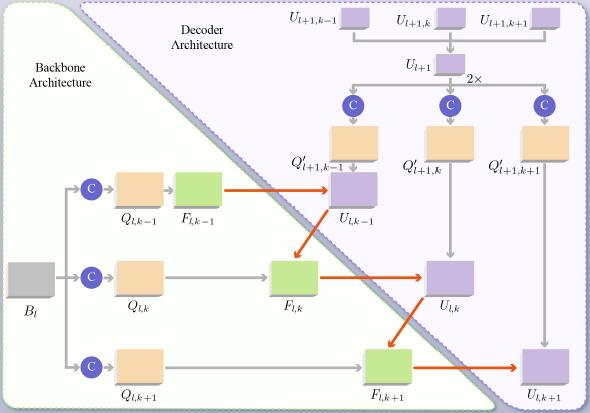 Decoder
Architecture
Backbone
Architecture
U_{l+1,k-1}
U_{l+1,k}
U_{l+1,k+1}
U_{l+1}
2×
C
C
C
Q'_{l+1,k-1}
Q'_{l+1,k}
Q'_{l+1,k+1}
C
Q_{l,k-1}
F_{l,k-1}
U_{l,k-1}
C
B_l
Q_{l,k}
F_{l,k}
U_{l,k}
C
Q_{l,k+1}
F_{l,k+1}
U_{l,k+1}